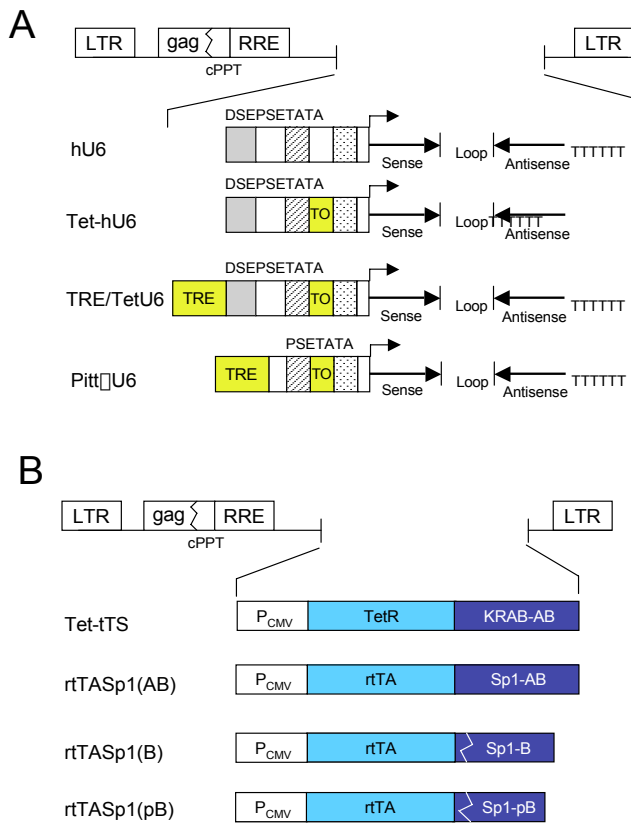 A
LTR gag RRE LTR
cPPT
DSEPSETATA
hU6 Sense Loop Antisense TTTTTT
DSEPSETATA
Tet-hU6 TO Sense Loop TTTTTT Antisense
DSEPSETATA
TRE/TetU6 TRE TO Sense Loop Antisense TTTTTT
PSETATA
Pitt□U6 TRE TO Sense Loop Antisense TTTTTT
B
LTR gag RRE LTR
cPPT
Tet-tTS PCMV TetR KRAB-AB
rtTASp1(AB) PCMV rtTA Sp1-AB
rtTASp1(B) PCMV rtTA Sp1-B
rtTASp1(pB) PCMV rtTA Sp1-pB